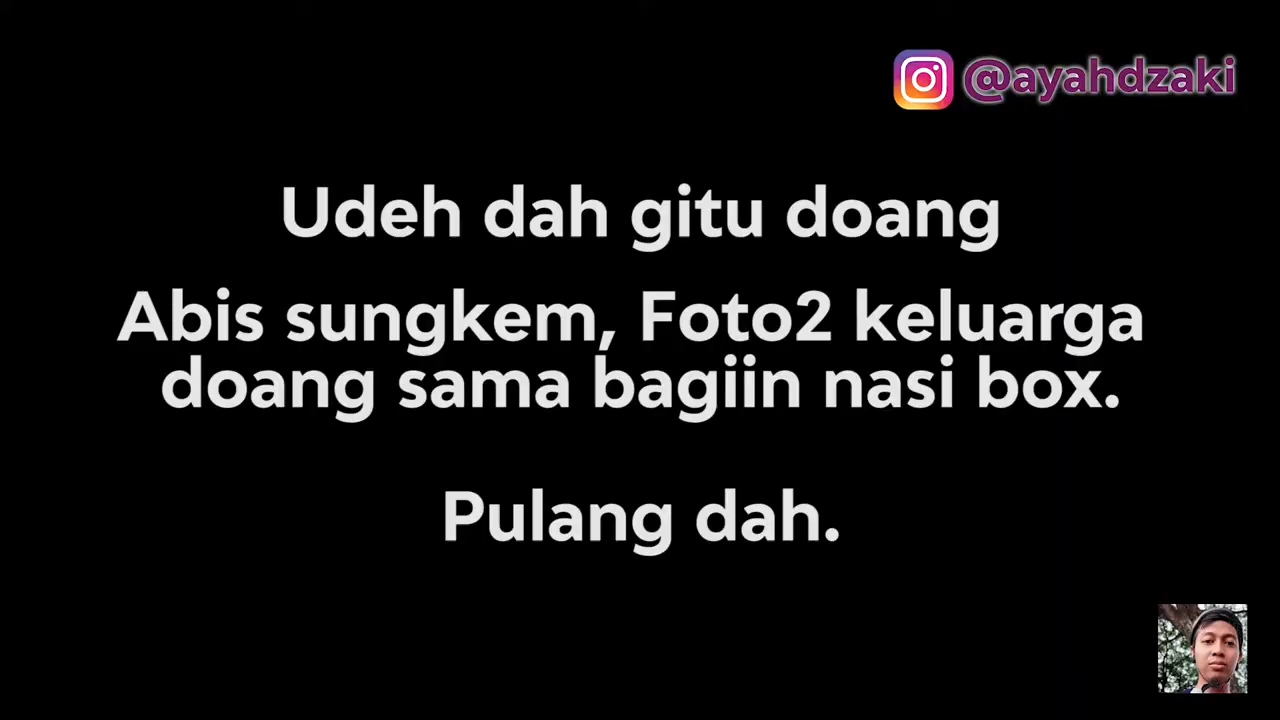 @ayahdzaki
Udeh dah gitu doang
Abis sungkem, Foto2 keluarga
doang sama bagiin nasi box.
Pulang dah.